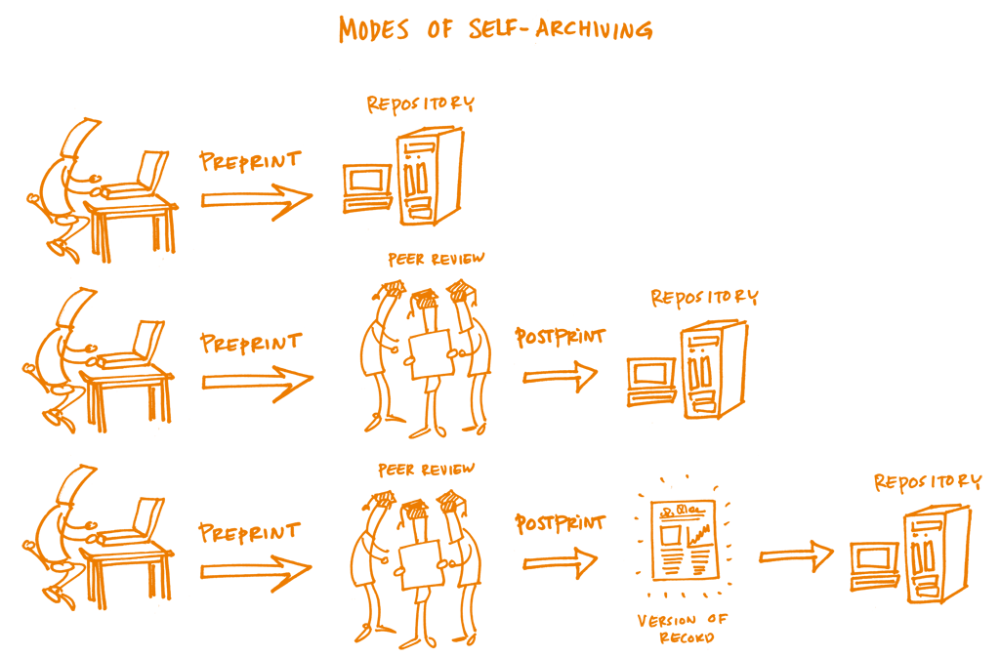 MODES OF SELF-ARCHIVING
REPOSITORY
PREPRINT
PEER REVIEW
REPOSITORY
PREPRINT
POSTPRINT
PEER REVIEW
REPOSITORY
PREPRINT
POSTPRINT
VERSION OF
RECORD